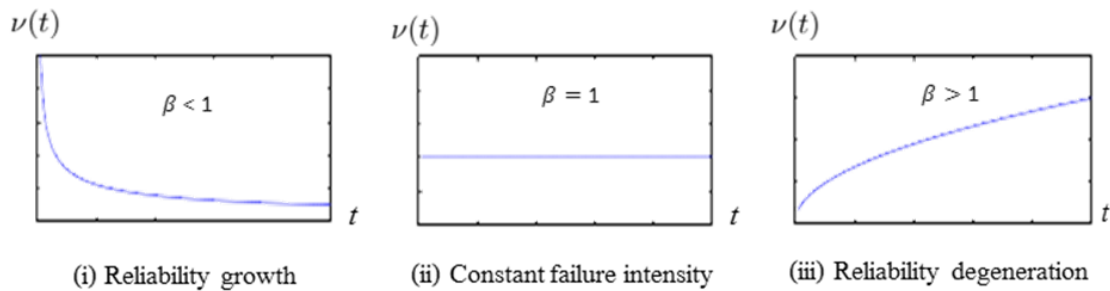 ν(t)
β < 1
t
(i) Reliability growth
ν(t)
β = 1
t
(ii) Constant failure intensity
ν(t)
β > 1
t
(iii) Reliability degeneration